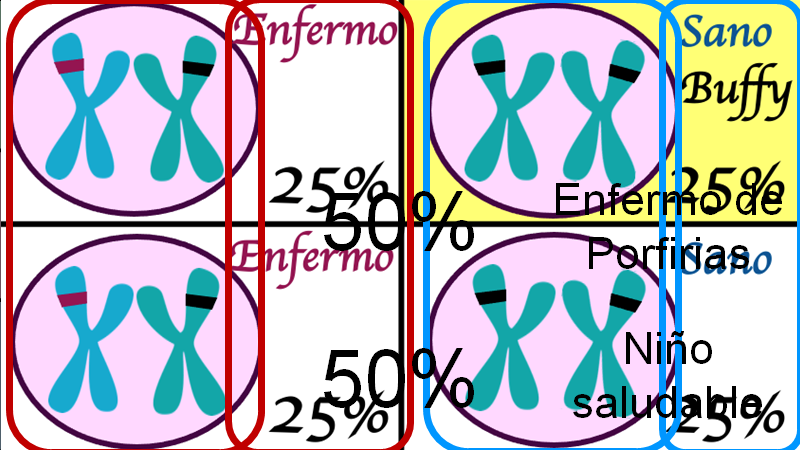 Enfermo
Sano
Buffy
25%
25%
50%
Enfermo de
Porfirias
Enfermo
Sano
50%
Niño
saludable
25%
25%